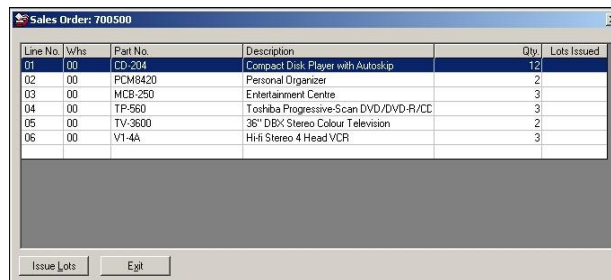 Sales Order: 700500
Line No. Whs Part No. Description Qty. Lots Issued
01 00 CD-204 Compact Disk Player with Autoskip 12
02 00 PCM8420 Personal Organizer 2
03 00 MCB-250 Entertainment Centre 3
04 00 TP-560 Toshiba Progressive-Scan DVD/DVD-R/CD 3
05 00 TV-3600 36" DBX Stereo Colour Television 2
06 00 V1-4A Hi-fi Stereo 4 Head VCR 3
Issue Lots Exit